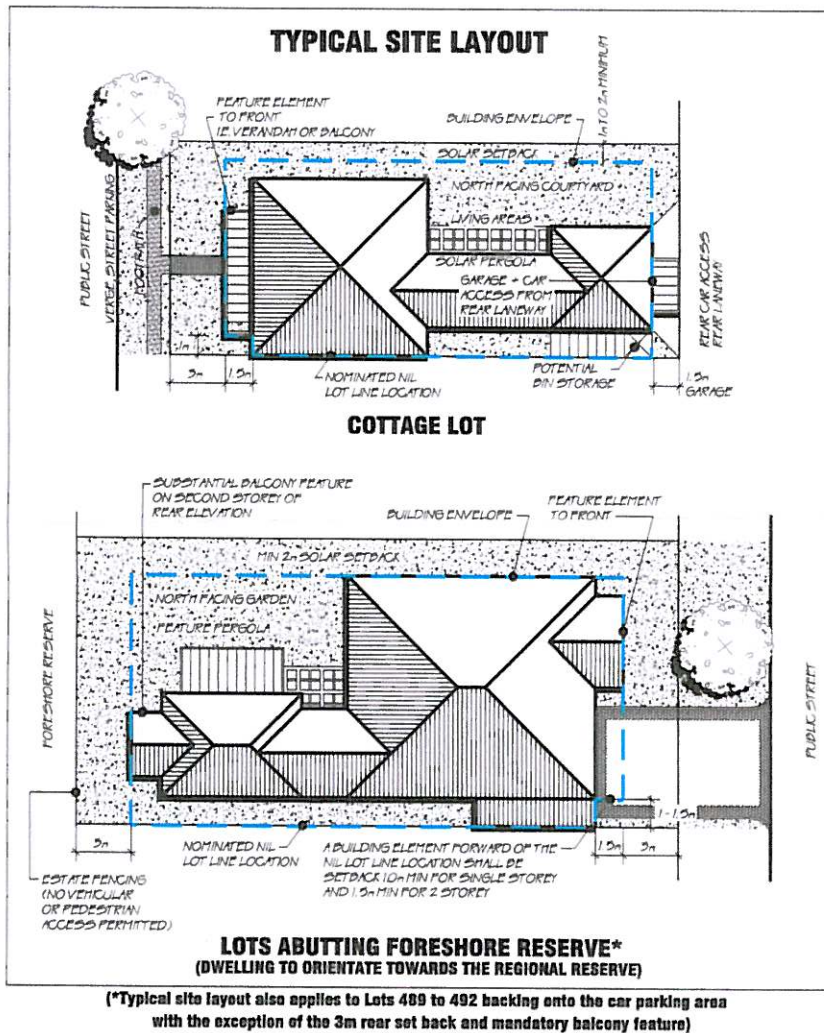 TYPICAL SITE LAYOUT
FEATURE ELEMENT
TO FRONT
I.E. VERANDAH OR BALCONY
BUILDING ENVELOPE
1m TO 2m MINIMUM
SOLAR SETBACK
NORTH FACING COURTYARD
LIVING AREAS
SOLAR PERGOLA
GARAGE + CAR
ACCESS FROM
REAR LANEWAY
PUBLIC STREET
VERGE STREET PARKING
FOOTPATH
REAR CAR ACCESS
REAR LANEWAY
1m
3m
1.5m
NOMINATED NIL
LOT LINE LOCATION
POTENTIAL
BIN STORAGE
1.5m
GARAGE
COTTAGE LOT
SUBSTANTIAL BALCONY FEATURE
ON SECOND STOREY OF
REAR ELEVATION
BUILDING ENVELOPE
FEATURE ELEMENT
TO FRONT
MIN 2m SOLAR SETBACK
NORTH FACING GARDEN
FEATURE PERGOLA
FORESHORE RESERVE
PUBLIC STREET
1-1.5m
3m
1.5m
3m
NOMINATED NIL
LOT LINE LOCATION
A BUILDING ELEMENT FORWARD OF THE
NIL LOT LINE LOCATION SHALL BE
SETBACK 1.0m MIN FOR SINGLE STOREY
AND 1.5m MIN FOR 2 STOREY
ESTATE FENCING
(NO VEHICULAR
OR PEDESTRIAN
ACCESS PERMITTED)
LOTS ABUTTING FORESHORE RESERVE*
(DWELLING TO ORIENTATE TOWARDS THE REGIONAL RESERVE)
(*Typical site layout also applies to Lots 489 to 492 backing onto the car parking area
with the exception of the 3m rear set back and mandatory balcony feature)